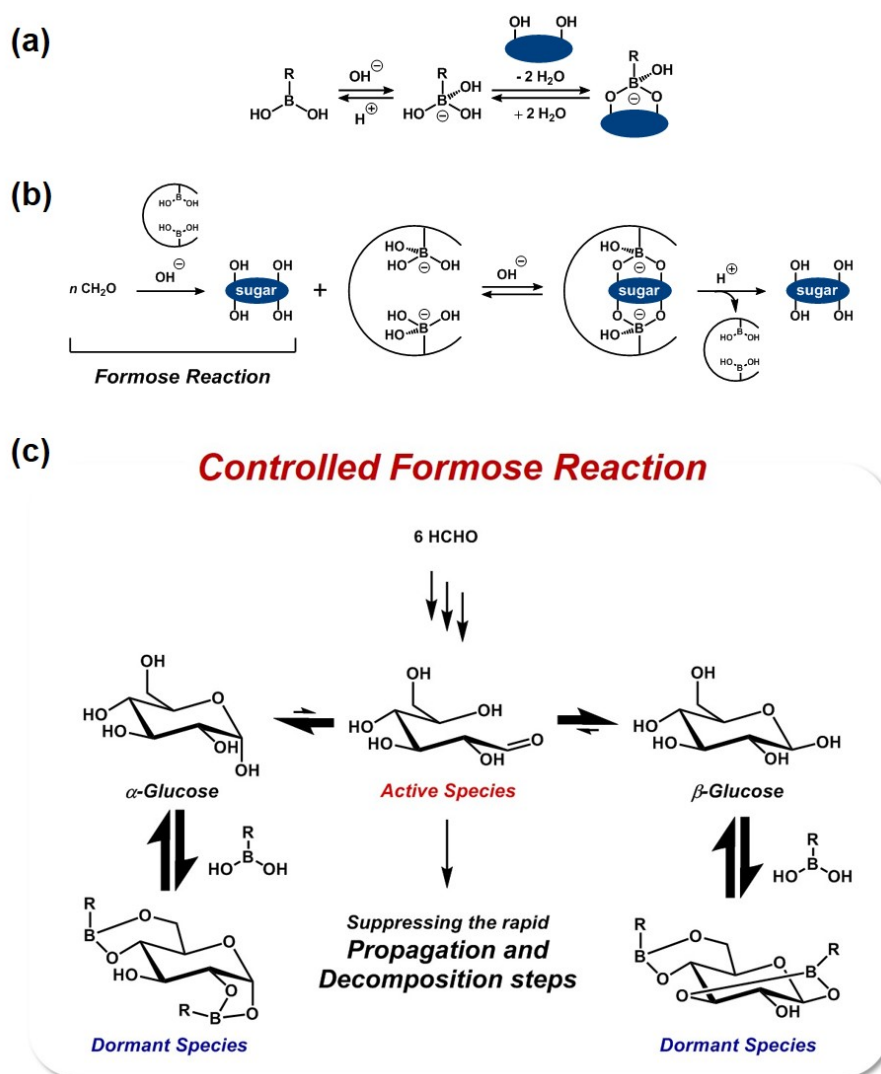 (a)
R
B
HO OH
OH ⊖
H ⊕
R
B OH
HO ⊖ OH
OH OH
- 2 H2O
+ 2 H2O
R
B OH
O ⊖ O
(b)
HO B OH
HO B OH
n CH2O
OH ⊖
OH OH
sugar
OH OH
+
HO B
HO ⊖ OH
HO ⊖ OH
HO B
OH ⊖
HO B
O ⊖ O
sugar
O ⊖ O
HO B
H ⊕
HO B OH
HO B OH
OH OH
sugar
OH OH
Formose Reaction
(c)
Controlled Formose Reaction
6 HCHO
OH
O
HO
HO
OH
OH
α-Glucose
OH
OH
HO
HO
OH
O
Active Species
OH
O
HO
HO
OH
OH
β-Glucose
R
B
HO OH
R
B
HO OH
R
B O
O
O
HO
O
R B O
Dormant Species
Suppressing the rapid
Propagation and
Decomposition steps
R
B O
O
O
R
B
O
O
OH
Dormant Species